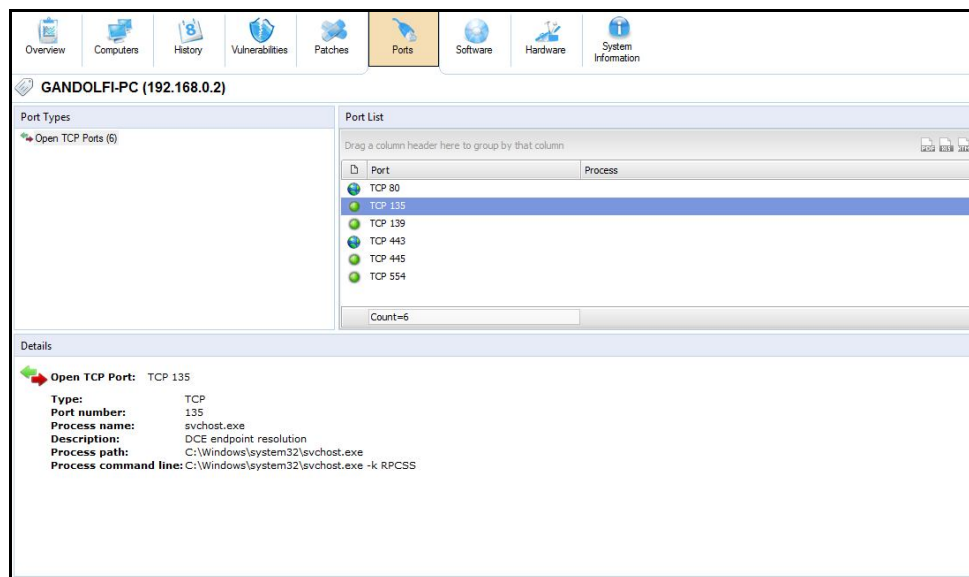 Overview
Computers
History
Vulnerabilities
Patches
Ports
Software
Hardware
System
Information
GANDOLFI-PC (192.168.0.2)
Port Types
Open TCP Ports (6)
Port List
Drag a column header here to group by that column
Port Process
TCP 80
TCP 135
TCP 139
TCP 443
TCP 445
TCP 554
Count=6
Details
Open TCP Port: TCP 135
Type: TCP
Port number: 135
Process name: svchost.exe
Description: DCE endpoint resolution
Process path: C:\Windows\system32\svchost.exe
Process command line: C:\Windows\system32\svchost.exe -k RPCSS